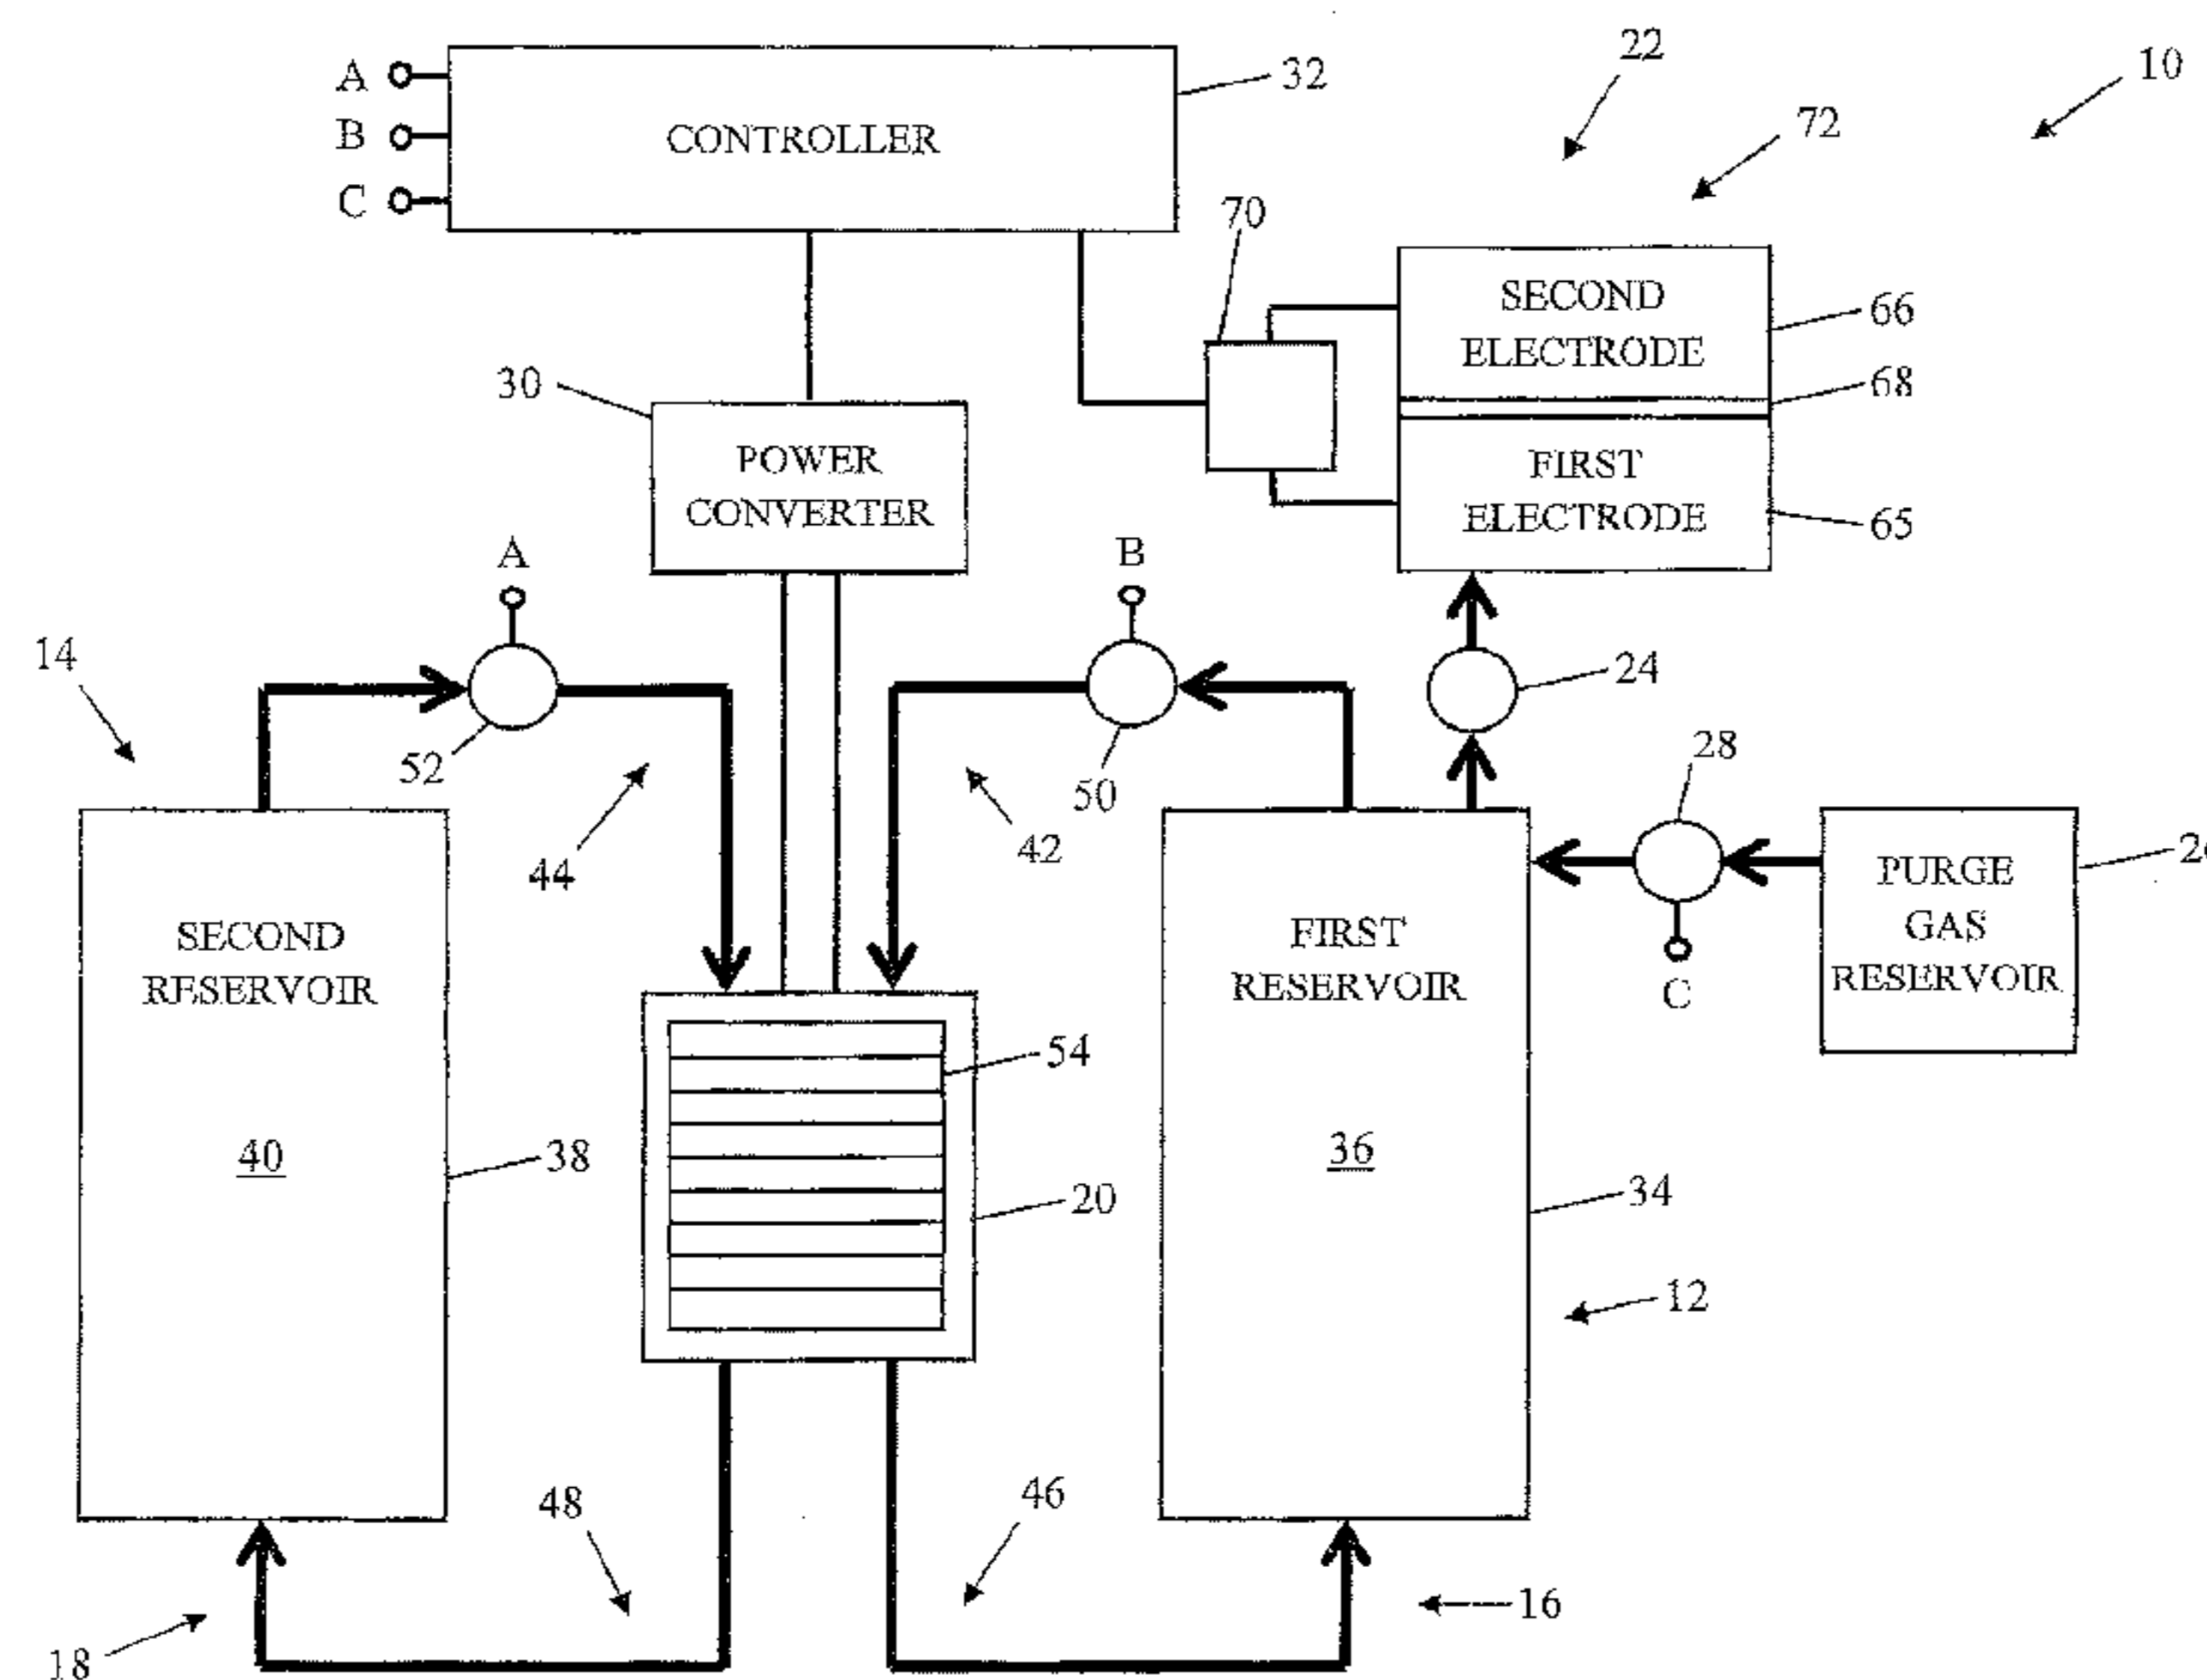 22
10
A
32
72
B
CONTROLLER
C
70
SECOND
ELECTRODE
66
68
30
POWER
CONVERTER
FIRST
ELECTRODE
65
A
B
14
24
52
50
28
44
42
PURGE
GAS
RESERVOIR
SECOND
RESERVOIR
FIRST
RESERVOIR
C
54
40
38
36
20
34
12
48
46
16
18